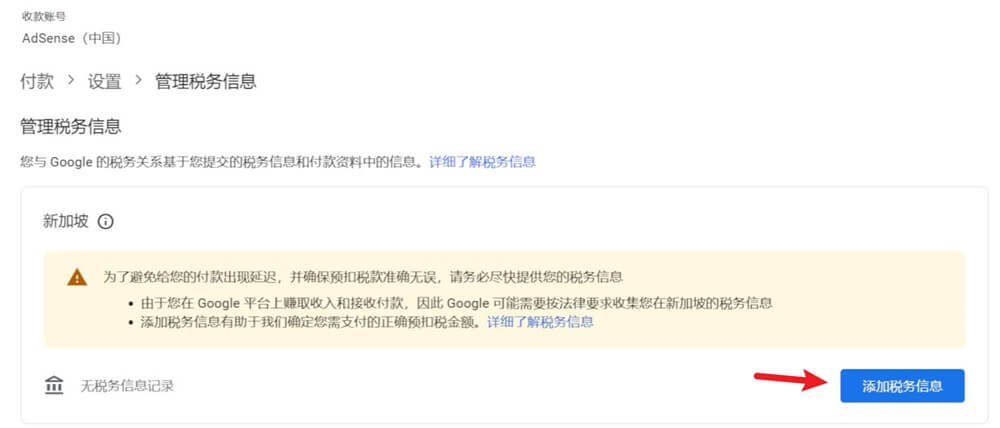 收款账号
AdSense（中国）
付款 > 设置 > 管理税务信息
管理税务信息
您与 Google 的税务关系基于您提交的税务信息和付款资料中的信息。详细了解税务信息
新加坡
为了避免给您的付款出现延迟，并确保预扣税款准确无误，请务必尽快提供您的税务信息
• 由于您在 Google 平台上赚取收入和接收付款，因此 Google 可能需要按法律要求收集您在新加坡的税务信息
• 添加税务信息有助于我们确定您需支付的正确预扣税金额。详细了解税务信息
无税务信息记录
添加税务信息